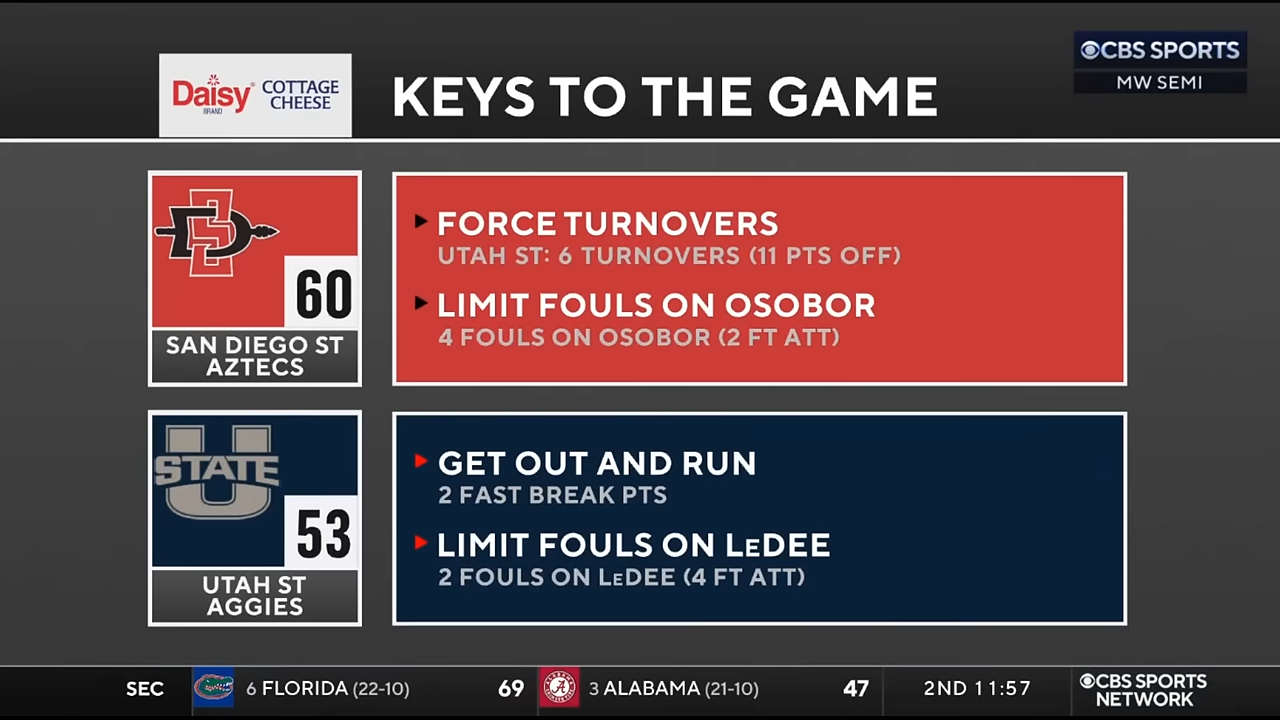 Daisy
BRAND
COTTAGE
CHEESE
KEYS TO THE GAME
CBS SPORTS
MW SEMI
SD
60
SAN DIEGO ST
AZTECS
FORCE TURNOVERS
UTAH ST: 6 TURNOVERS (11 PTS OFF)
LIMIT FOULS ON OSOBOR
4 FOULS ON OSOBOR (2 FT ATT)
U
STATE
53
UTAH ST
AGGIES
GET OUT AND RUN
2 FAST BREAK PTS
LIMIT FOULS ON LeDEE
2 FOULS ON LeDEE (4 FT ATT)
SEC
6 FLORIDA (22-10) 69
3 ALABAMA (21-10) 47
2ND 11:57
CBS SPORTS
NETWORK